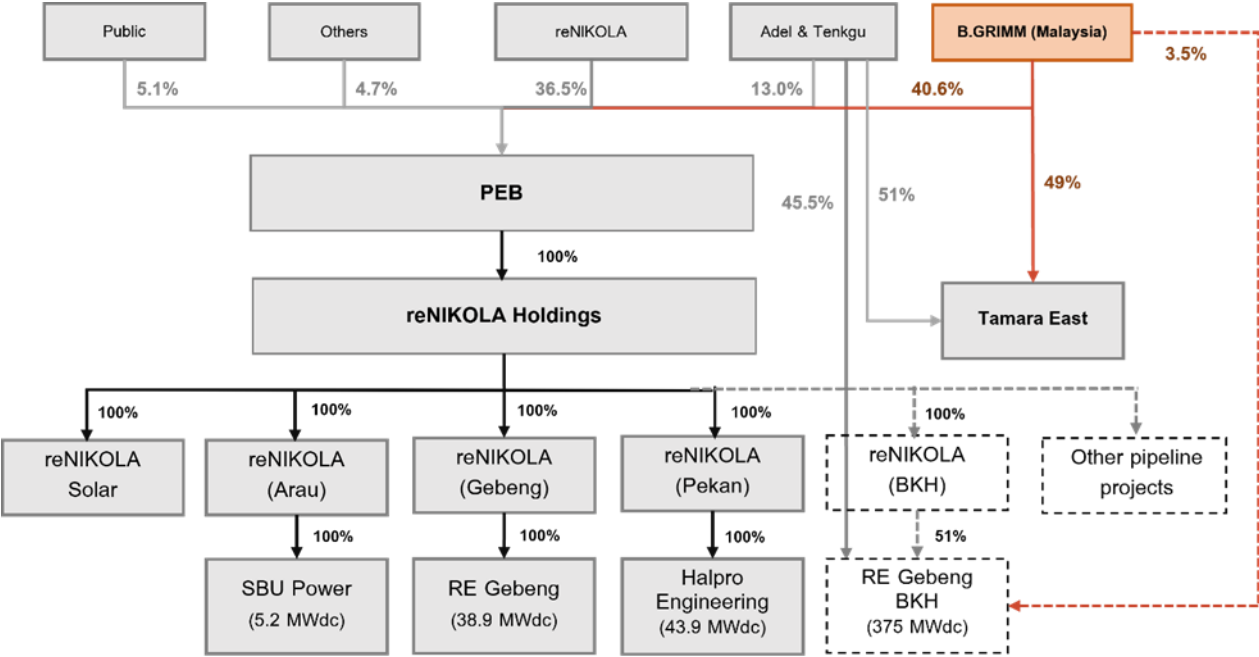 Public
Others
reNIKOLA
Adel & Tenkgu
B.GRIMM (Malaysia)
3.5%
5.1%
4.7%
36.5%
13.0%
40.6%
PEB
45.5%
51%
49%
100%
reNIKOLA Holdings
Tamara East
100%
100%
100%
100%
100%
reNIKOLA
Solar
reNIKOLA
(Arau)
reNIKOLA
(Gebeng)
reNIKOLA
(Pekan)
reNIKOLA
(BKH)
Other pipeline
projects
100%
100%
100%
51%
SBU Power
(5.2 MWdc)
RE Gebeng
(38.9 MWdc)
Halpro
Engineering
(43.9 MWdc)
RE Gebeng
BKH
(375 MWdc)